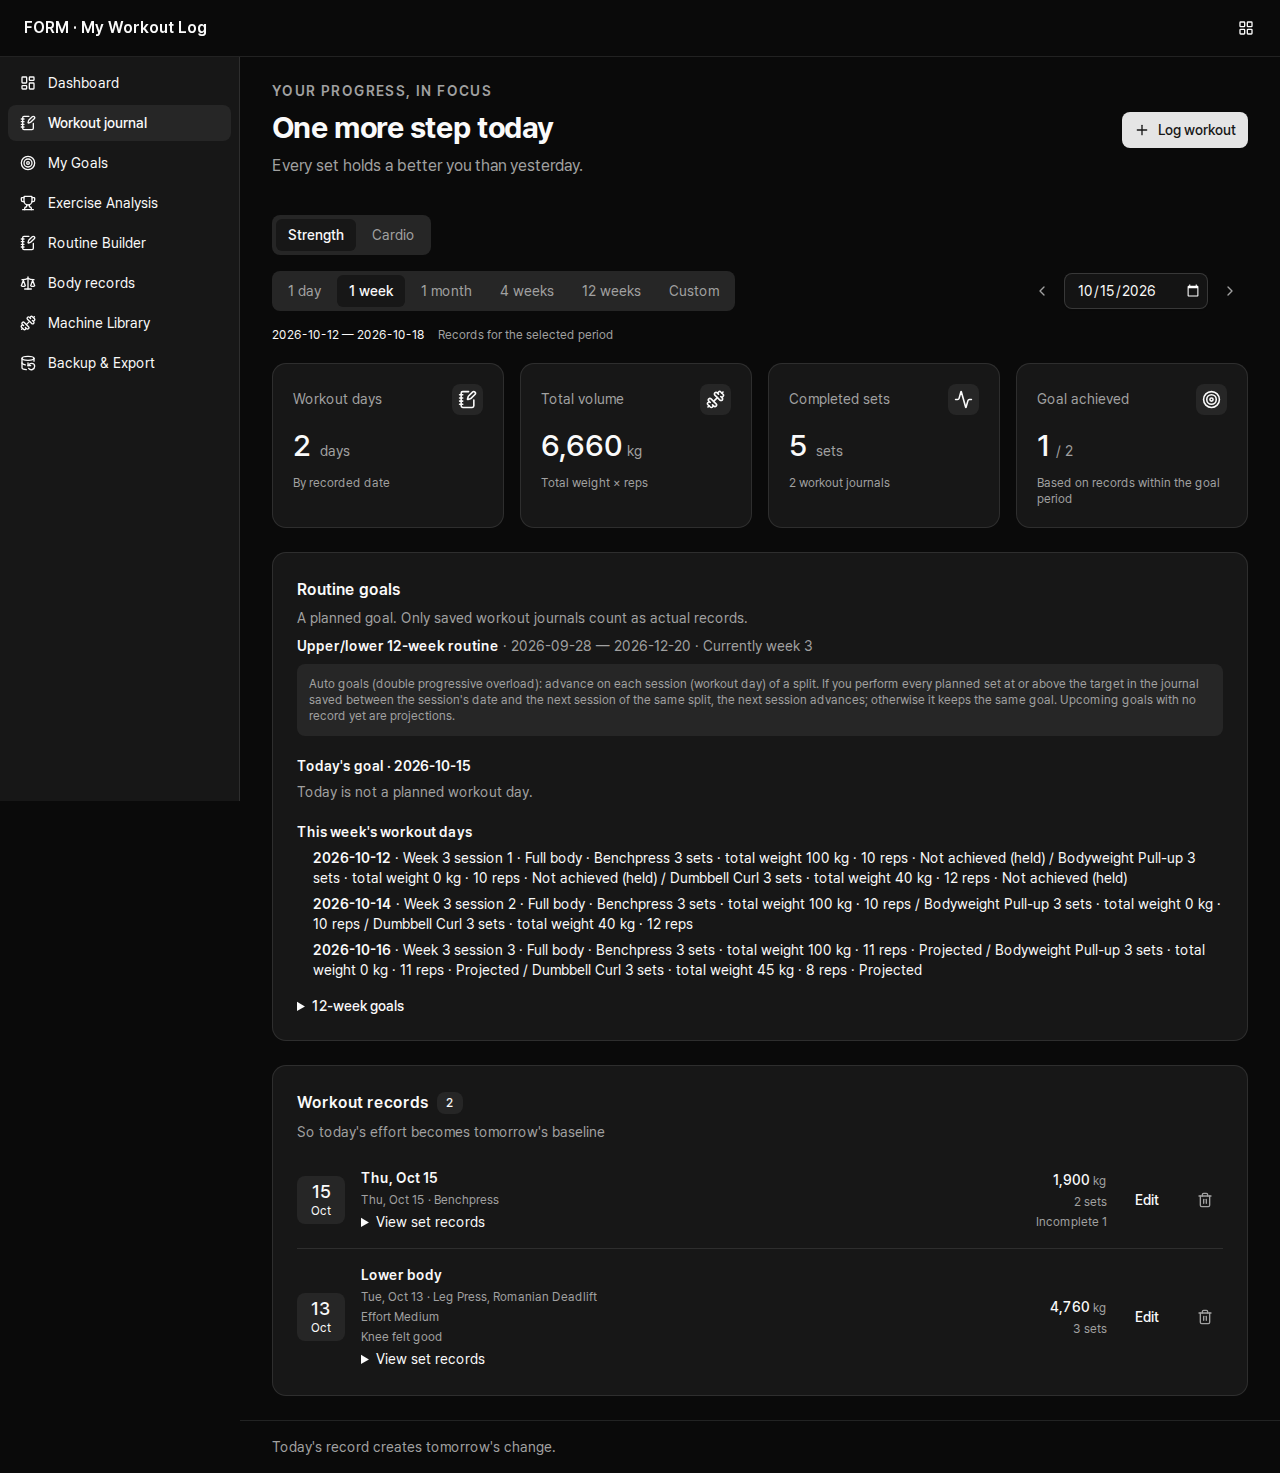 FORM · My Workout Log
Dashboard
Workout journal
My Goals
Exercise Analysis
Routine Builder
Body records
Machine Library
Backup & Export
YOUR PROGRESS, IN FOCUS
One more step today
Every set holds a better you than yesterday.
Log workout
Strength
Cardio
1 day
1 week
1 month
4 weeks
12 weeks
Custom
10/15/2026
2026-10-12 — 2026-10-18 Records for the selected period
Workout days
2 days
By recorded date
Total volume
6,660 kg
Total weight × reps
Completed sets
5 sets
2 workout journals
Goal achieved
1 / 2
Based on records within the goal
period
Routine goals
A planned goal. Only saved workout journals count as actual records.
Upper/lower 12-week routine · 2026-09-28 — 2026-12-20 · Currently week 3
Auto goals (double progressive overload): advance on each session (workout day) of a split. If you perform every planned set at or above the target in the journal
saved between the session's date and the next session of the same split, the next session advances; otherwise it keeps the same goal. Upcoming goals with no
record yet are projections.
Today's goal · 2026-10-15
Today is not a planned workout day.
This week's workout days
2026-10-12 · Week 3 session 1 · Full body · Benchpress 3 sets · total weight 100 kg · 10 reps · Not achieved (held) / Bodyweight Pull-up 3
sets · total weight 0 kg · 10 reps · Not achieved (held) / Dumbbell Curl 3 sets · total weight 40 kg · 12 reps · Not achieved (held)
2026-10-14 · Week 3 session 2 · Full body · Benchpress 3 sets · total weight 100 kg · 10 reps / Bodyweight Pull-up 3 sets · total weight 0 kg ·
10 reps / Dumbbell Curl 3 sets · total weight 40 kg · 12 reps
2026-10-16 · Week 3 session 3 · Full body · Benchpress 3 sets · total weight 100 kg · 11 reps · Projected / Bodyweight Pull-up 3 sets · total
weight 0 kg · 11 reps · Projected / Dumbbell Curl 3 sets · total weight 45 kg · 8 reps · Projected
12-week goals
Workout records 2
So today's effort becomes tomorrow's baseline
15
Oct
Thu, Oct 15
Thu, Oct 15 · Benchpress
View set records
1,900 kg
2 sets
Incomplete 1
Edit
13
Oct
Lower body
Tue, Oct 13 · Leg Press, Romanian Deadlift
Effort Medium
Knee felt good
View set records
4,760 kg
3 sets
Edit
Today's record creates tomorrow's change.